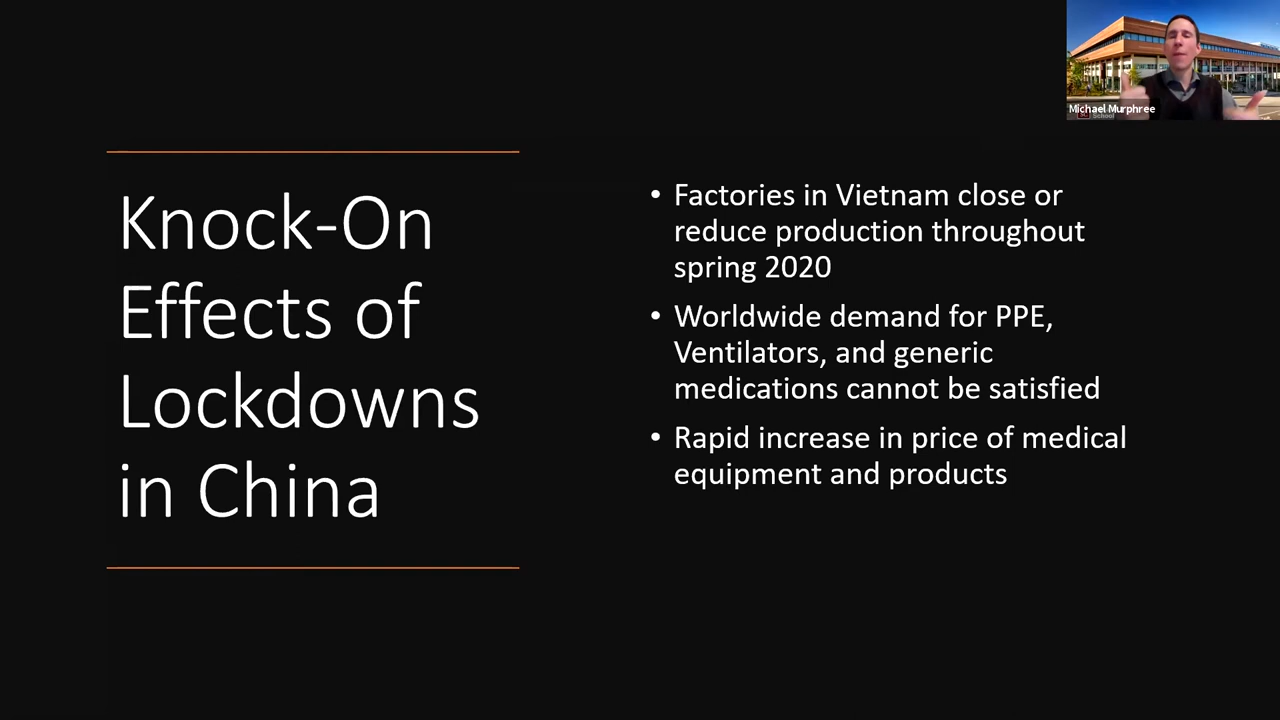 Michael Murphree
SC School
Knock-On
Effects of
Lockdowns
in China
• Factories in Vietnam close or
reduce production throughout
spring 2020
• Worldwide demand for PPE,
Ventilators, and generic
medications cannot be satisfied
• Rapid increase in price of medical
equipment and products